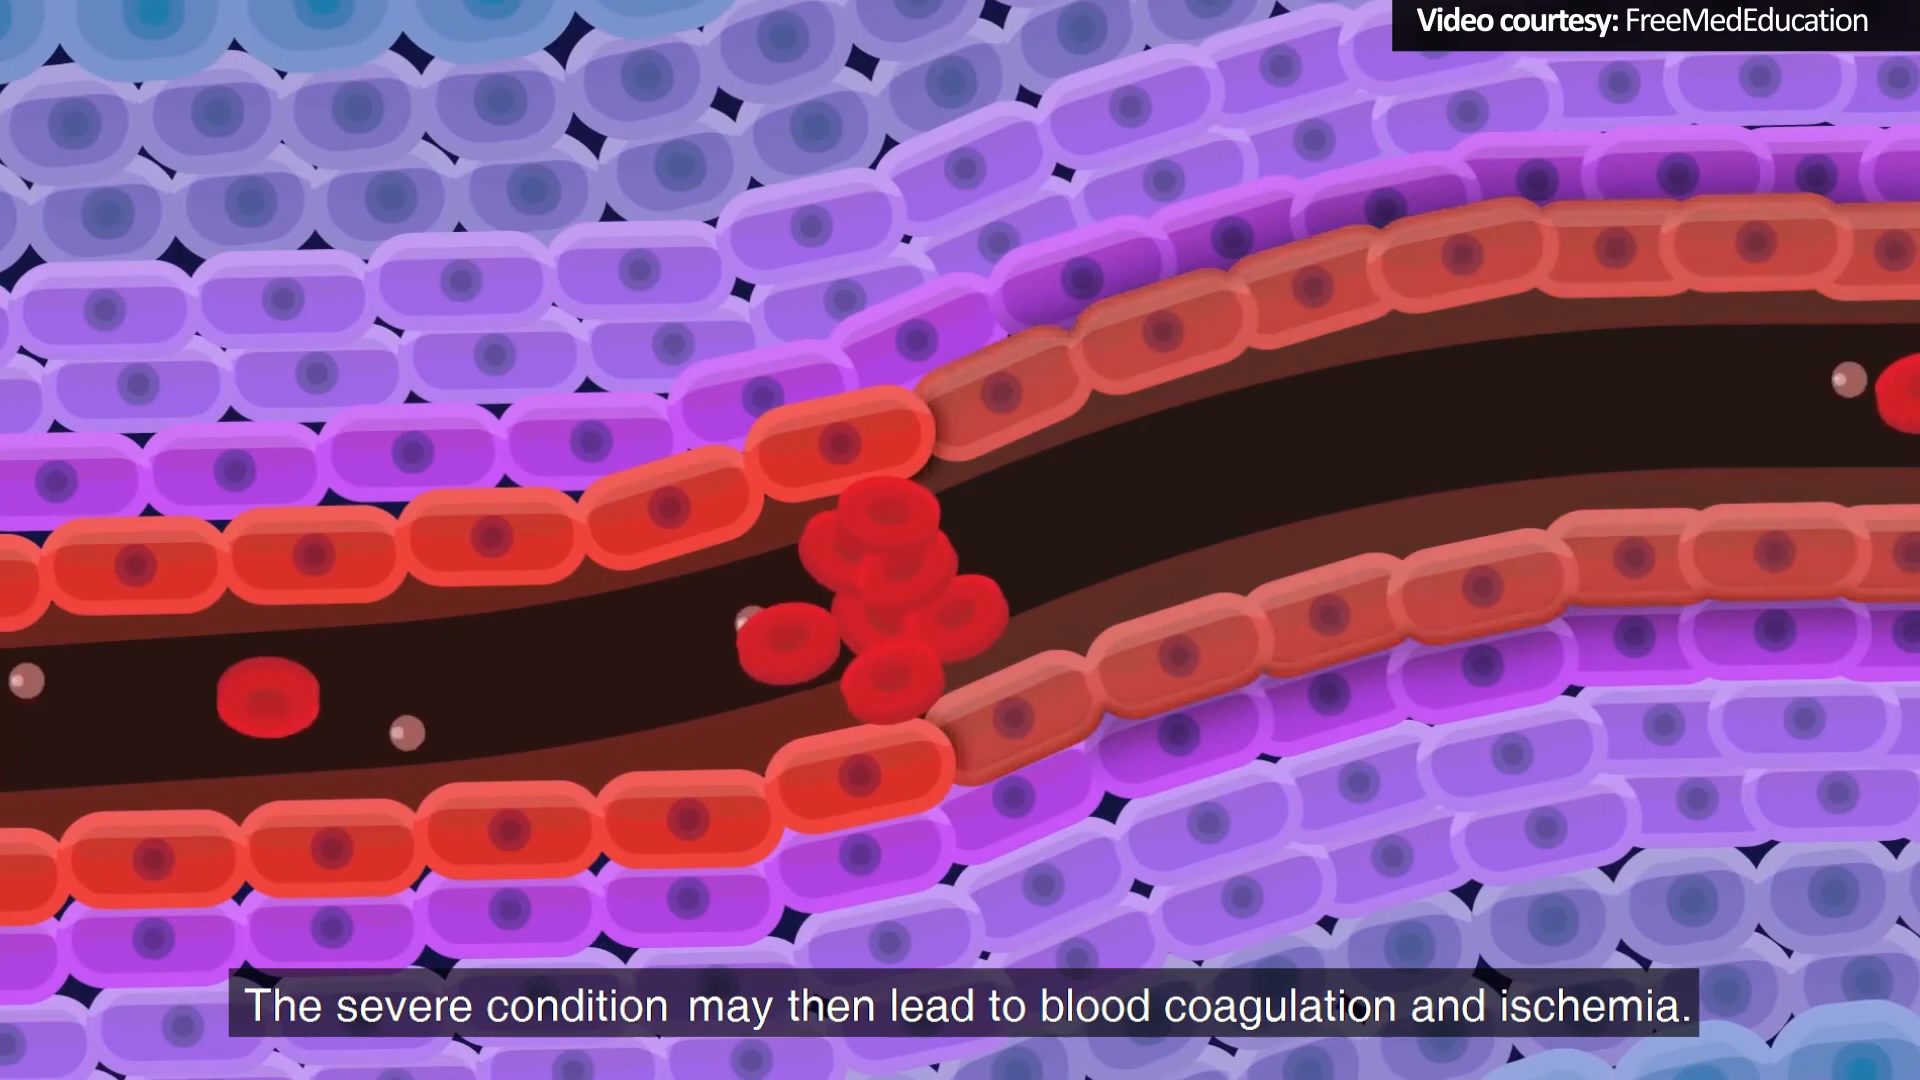 Video courtesy: FreeMedEducation
The severe condition may then lead to blood coagulation and ischemia.